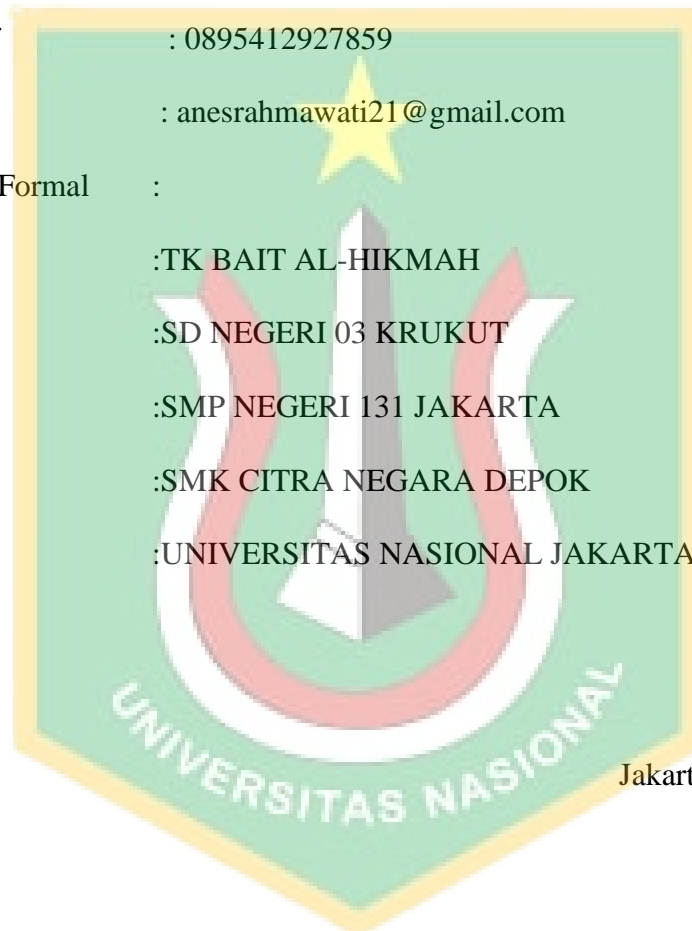 : 0895412927859
: anesrahmawati21@gmail.com
Formal :
:TK BAIT AL-HIKMAH
:SD NEGERI 03 KRUKUT
:SMP NEGERI 131 JAKARTA
:SMK CITRA NEGARA DEPOK
:UNIVERSITAS NASIONAL JAKARTA
UNIVERSITAS NASIONAL
Jakart